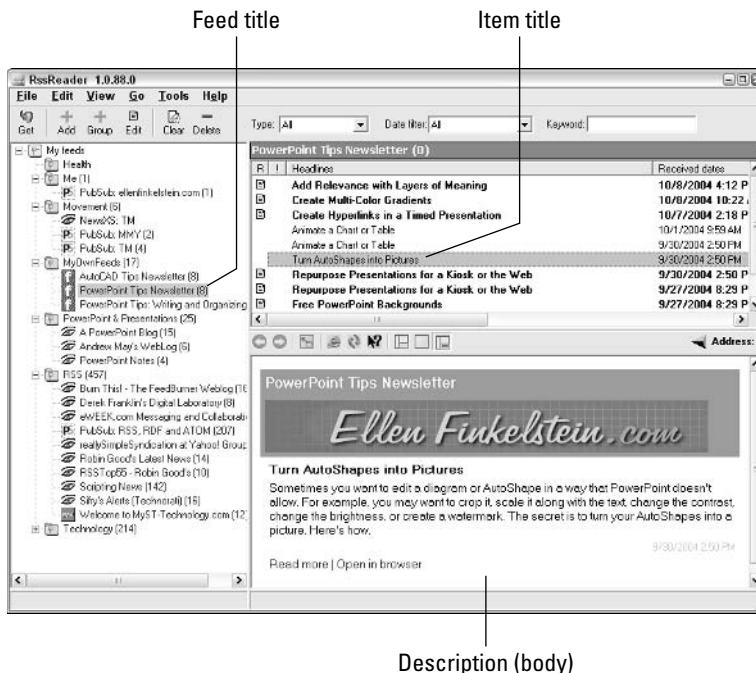 Feed title
Item title
RssReader 1.0.88.0
File Edit View Go Tools Help
Get Add Group Edit Clear Delete
Type: All Date filter: All Keyword:
My feeds
Health
Me (1)
PubSub: ellenfinkelstein.com (1)
Movement (6)
NewsXS: TM
PubSub: MMY (2)
PubSub: TM (4)
MyOwnFeeds (17)
AutoCAD Tips Newsletter (8)
PowerPoint Tips Newsletter (8)
PowerPoint Tips: Writing and Organizing
PowerPoint & Presentations (25)
A PowerPoint Blog (15)
Andrew May's WebLog (6)
PowerPoint Notes (4)
RSS (457)
Burn This! - The FeedBurner Weblog (16
Derek Franklin's Digital Laboratory (8)
eWEEK.com Messaging and Collaborati
PubSub: RSS, RDF and ATOM (207)
reallySimpleSyndication at Yahoo! Group
Robin Good's Latest News (14)
RSSTop55 - Robin Good's (10)
Scripting News (142)
Sifry's Alerts (Technorati) (15)
Welcome to MyST-Technology.com (12)
Technology (214)
PowerPoint Tips Newsletter (0)
R ! Headlines Received dates
Add Relevance with Layers of Meaning 10/8/2004 4:12 P
Create Multi-Color Gradients 10/8/2004 10:22
Create Hyperlinks in a Timed Presentation 10/7/2004 2:18 P
Animate a Chart or Table 10/1/2004 9:59 AM
Animate a Chart or Table 9/30/2004 2:50 PM
Turn AutoShapes into Pictures 9/30/2004 2:50 PM
Repurpose Presentations for a Kiosk or the Web 9/30/2004 2:50 P
Repurpose Presentations for a Kiosk or the Web 9/27/2004 8:29 P
Free PowerPoint Backgrounds 9/27/2004 8:29 P
Address:
PowerPoint Tips Newsletter
Ellen Finkelstein.com
Turn AutoShapes into Pictures
Sometimes you want to edit a diagram or AutoShape in a way that PowerPoint doesn't
allow. For example, you may want to crop it, scale it along with the text, change the contrast,
change the brightness, or create a watermark. The secret is to turn your AutoShapes into a
picture. Here's how.
9/30/2004 2:50 PM
Read more | Open in browser
Description (body)